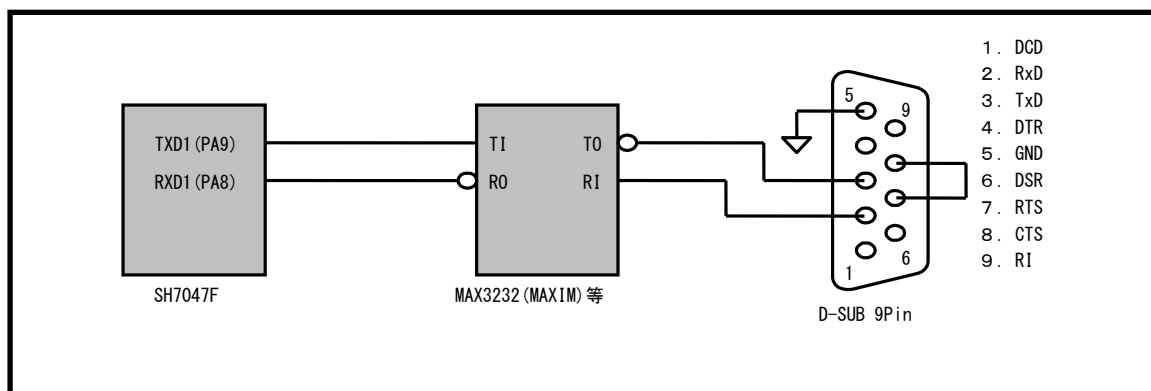 TXD1(PA9)
RXD1(PA8)
SH7047F
TI
TO
RO
RI
MAX3232(MAXIM)等
5
9
1
6
D-SUB 9Pin
1. DCD
2. RxD
3. TxD
4. DTR
5. GND
6. DSR
7. RTS
8. CTS
9. RI